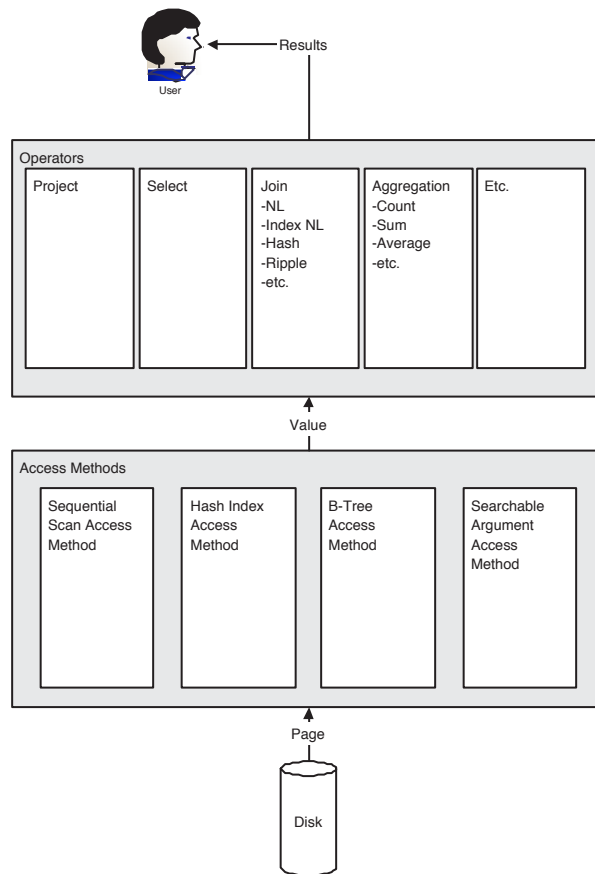 Results
User
Operators
Project
Select
Join
-NL
-Index NL
-Hash
-Ripple
-etc.
Aggregation
-Count
-Sum
-Average
-etc.
Etc.
Value
Access Methods
Sequential
Scan Access
Method
Hash Index
Access
Method
B-Tree
Access
Method
Searchable
Argument
Access
Method
Page
Disk